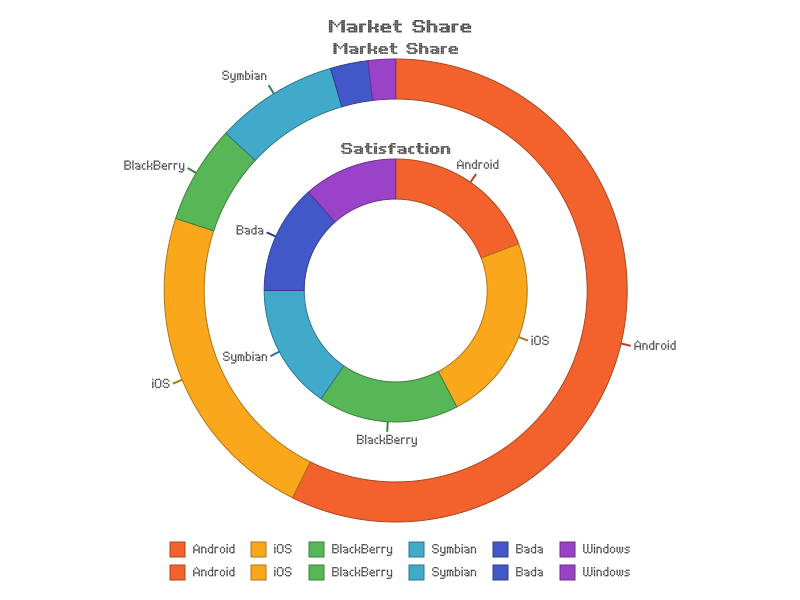 Market Share
Market Share
Symbian
Satisfaction
Android
BlackBerry
Bada
iOS
Android
Symbian
iOS
BlackBerry
Android iOS BlackBerry Symbian Bada Windows
Android iOS BlackBerry Symbian Bada Windows